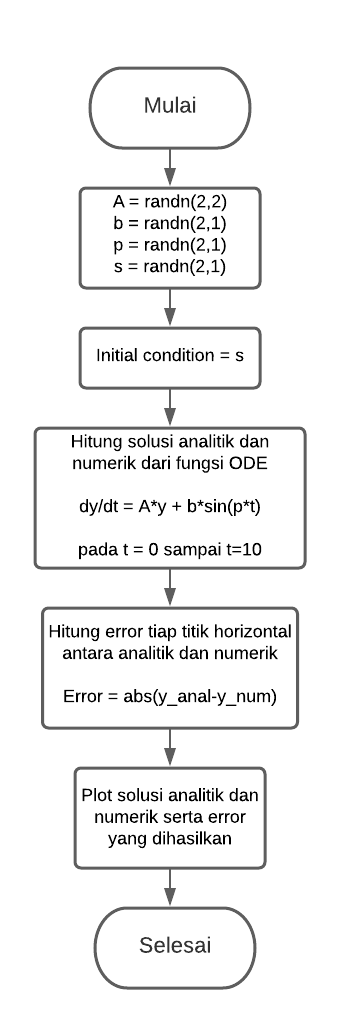 Mulai
A = randn(2,2)
b = randn(2,1)
p = randn(2,1)
s = randn(2,1)
Initial condition = s
Hitung solusi analitik dan
numerik dari fungsi ODE
dy/dt = A*y + b*sin(p*t)
pada t = 0 sampai t=10
Hitung error tiap titik horizontal
antara analitik dan numerik
Error = abs(y_anal-y_num)
Plot solusi analitik dan
numerik serta error
yang dihasilkan
Selesai